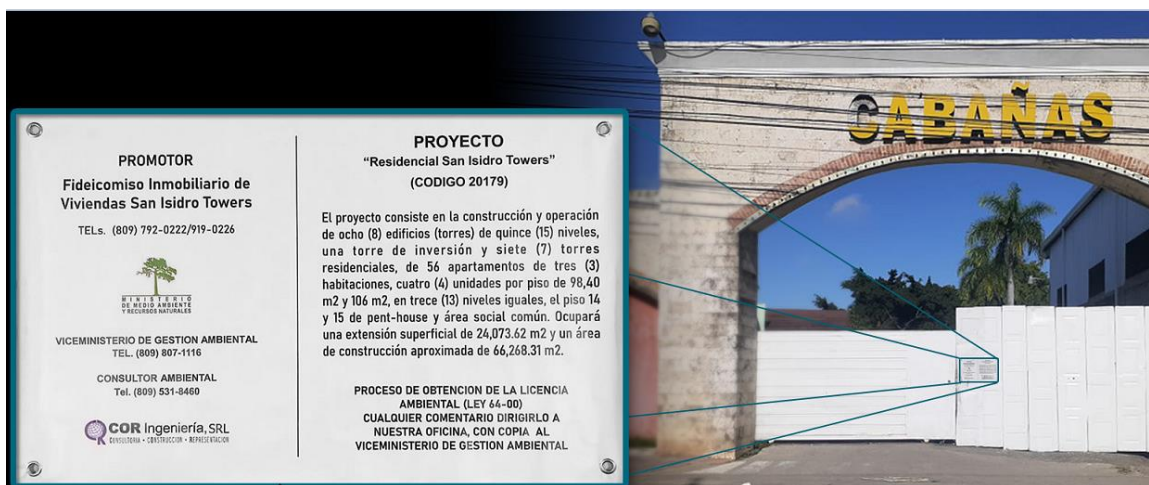 PROMOTOR
Fideicomiso Inmobiliario de
Viviendas San Isidro Towers
TELs. (809) 792-0222/919-0226
MINISTERIO
DE MEDIO AMBIENTE
Y RECURSOS NATURALES
VICEMINISTERIO DE GESTION AMBIENTAL
TEL. (809) 807-1116
CONSULTOR AMBIENTAL
Tel. (809) 531-8460
COR Ingeniería, SRL
CONSULTORIA • CONSTRUCCION • REPRESENTACION
PROYECTO
“Residencial San Isidro Towers”
(CODIGO 20179)
El proyecto consiste en la construcción y operación
de ocho (8) edificios (torres) de quince (15) niveles,
una torre de inversión y siete (7) torres
residenciales, de 56 apartamentos de tres (3)
habitaciones, cuatro (4) unidades por piso de 98,40
m2 y 106 m2, en trece (13) niveles iguales, el piso 14
y 15 de pent-house y área social común. Ocupará
una extensión superficial de 24,073.62 m2 y un área
de construcción aproximada de 66,268.31 m2.
PROCESO DE OBTENCION DE LA LICENCIA
AMBIENTAL (LEY 64-00)
CUALQUIER COMENTARIO DIRIGIRLO A
NUESTRA OFICINA, CON COPIA AL
VICEMINISTERIO DE GESTION AMBIENTAL
CABAÑAS